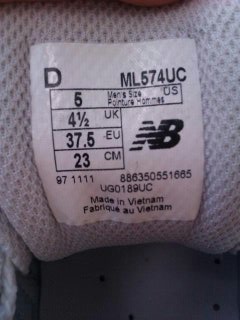 D ML574UC
5 Men's Size Pointure Hommes US
4½ UK
37.5 EU
23 CM
NB
97 1111 886350551665
UG0189UC
Made in Vietnam
Fabriqué au Vietnam